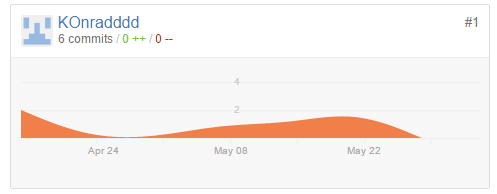 KOnradddd #1
6 commits / 0 ++ / 0 --
4
2
Apr 24 May 08 May 22